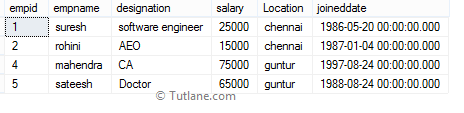 empid empname designation salary Location joineddate
1 suresh software engineer 25000 chennai 1986-05-20 00:00:00.000
2 rohini AEO 15000 chennai 1987-01-04 00:00:00.000
4 mahendra CA 75000 guntur 1997-08-24 00:00:00.000
5 sateesh Doctor 65000 guntur 1988-08-24 00:00:00.000
© Tutlane.com